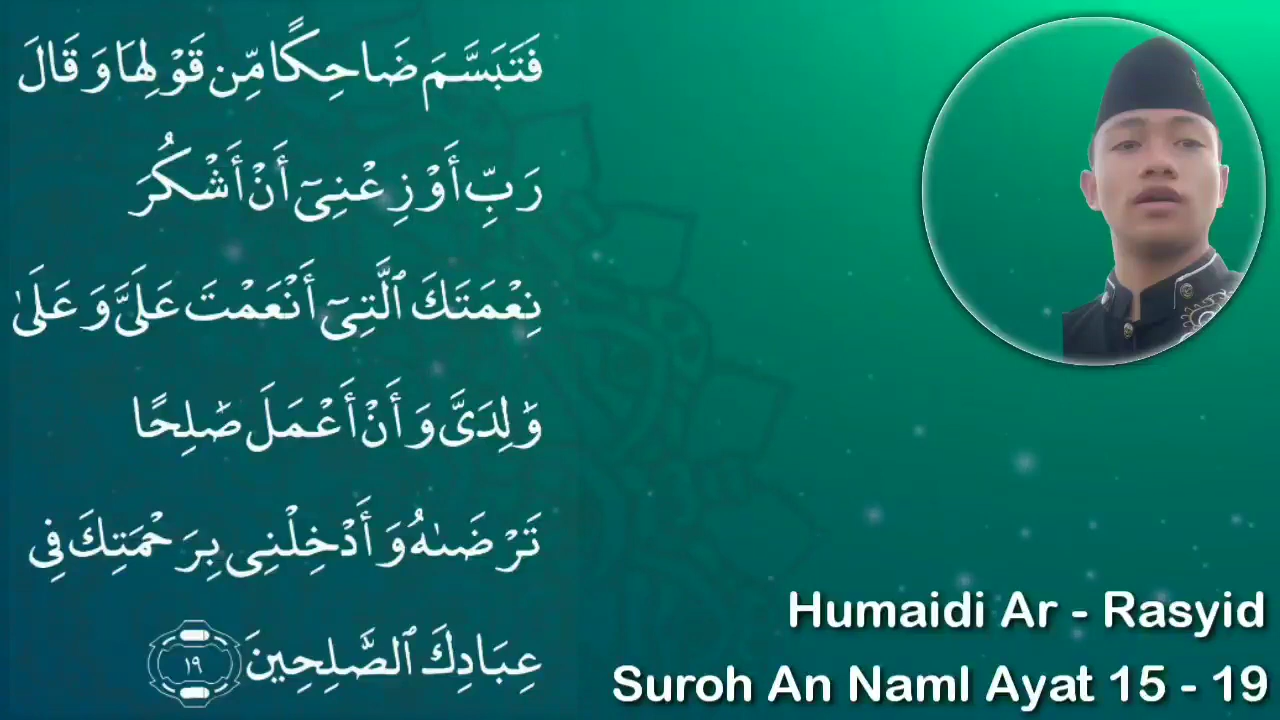 فَتَبَسَّمَ ضَاحِكًا مِّن قَوْلِهَا وَقَالَ
رَبِّ أَوْزِعْنِىٓ أَنْ أَشْكُرَ
نِعْمَتَكَ ٱلَّتِىٓ أَنْعَمْتَ عَلَىَّ وَعَلَىٰ
وَٰلِدَىَّ وَأَنْ أَعْمَلَ صَٰلِحًا
تَرْضَىٰهُ وَأَدْخِلْنِى بِرَحْمَتِكَ فِى
عِبَادِكَ ٱلصَّٰلِحِينَ ١٩
Humaidi Ar - Rasyid
Suroh An Naml Ayat 15 - 19